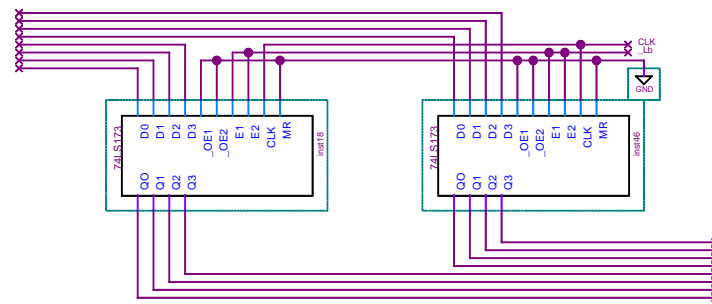 CLK
_Lb
GND
74LS173
D0
D1
D2
D3
_OE1
_OE2
E1
E2
CLK
MR
inst18
QO
Q1
Q2
Q3
74LS173
D0
D1
D2
D3
_OE1
_OE2
E1
E2
CLK
MR
inst46
QO
Q1
Q2
Q3